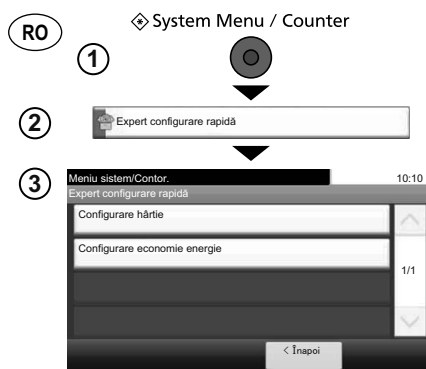 RO
System Menu / Counter
1
2
Expert configurare rapidă
3
Meniu sistem/Contor.
10:10
Expert configurare rapidă
Configurare hârtie
Configurare economie energie
1/1
< Înapoi